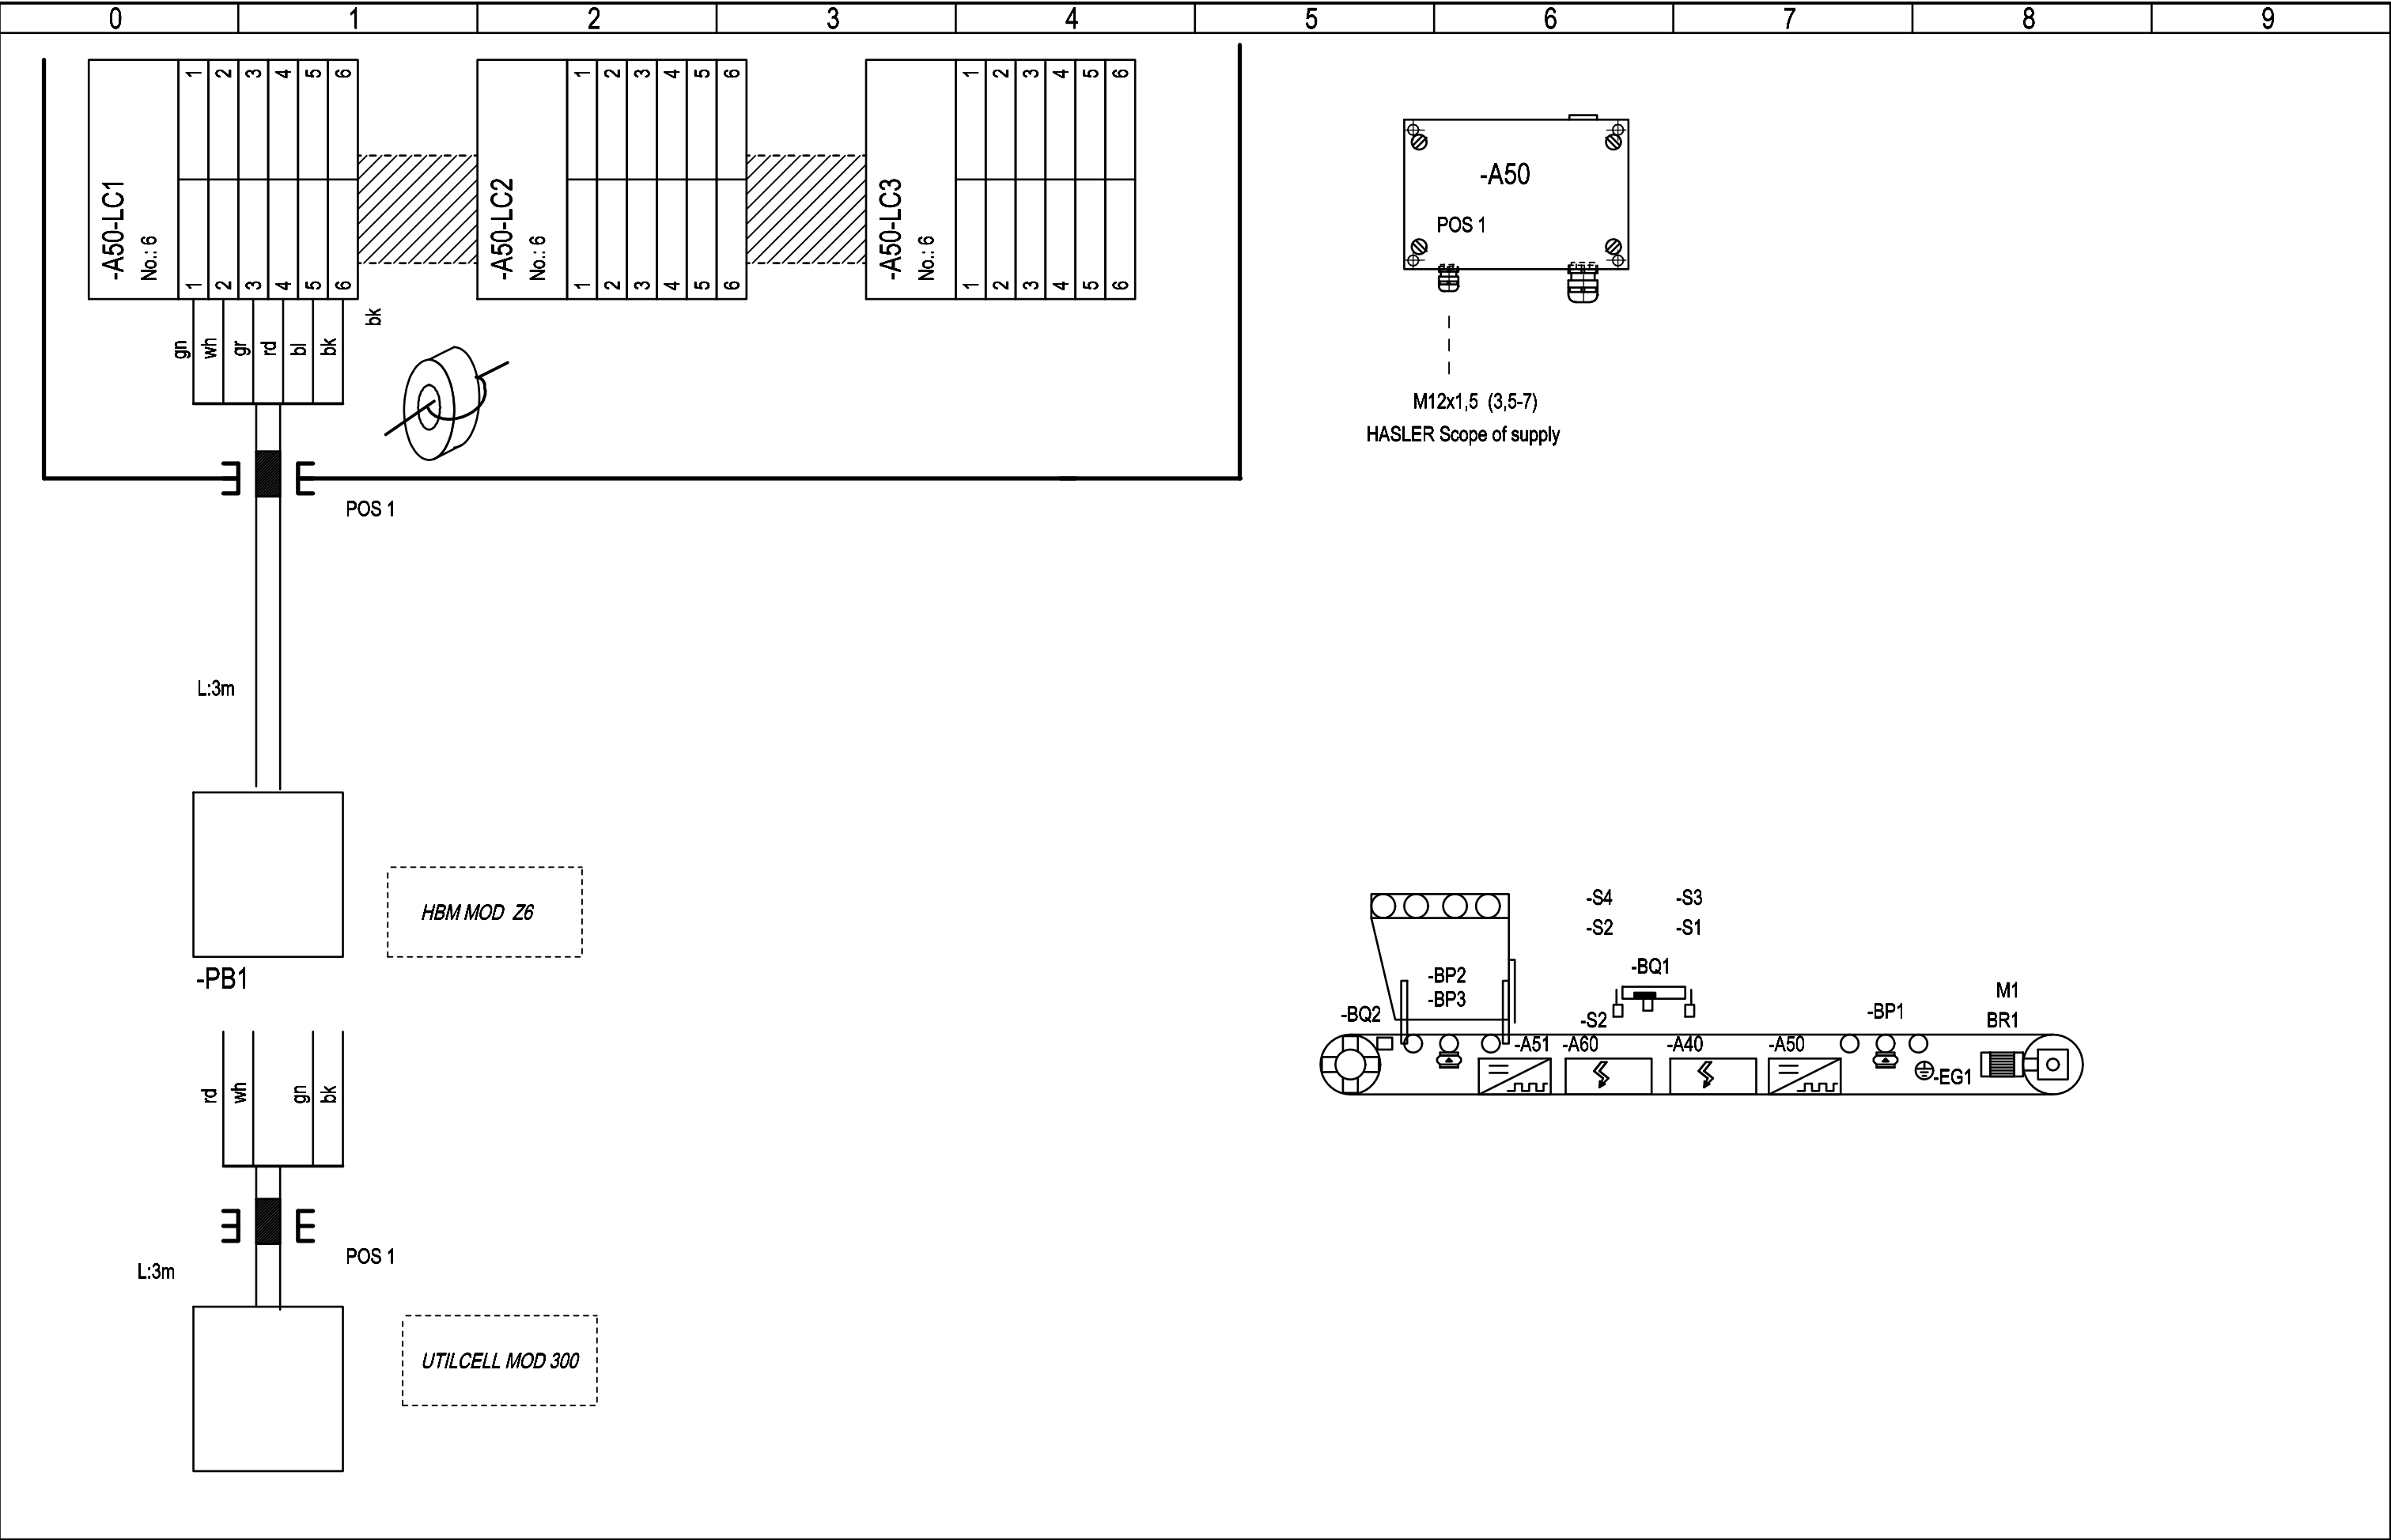 0 1 2 3 4 5 6 7 8 9
-A50-LC1
No.: 6
1 2 3 4 5 6
1 2 3 4 5 6
-A50-LC2
No.: 6
1 2 3 4 5 6
1 2 3 4 5 6
-A50-LC3
No.: 6
1 2 3 4 5 6
1 2 3 4 5 6
gn wh gr rd bl bk
bk
POS 1
L:3m
-PB1
HBM MOD Z6
rd wh gn bk
POS 1
L:3m
UTILCELL MOD 300
-A50
POS 1
M12x1,5 (3,5-7)
HASLER Scope of supply
-S4 -S3
-S2 -S1
-BQ1
-BP2
-BP3
-BQ2
-S2
-BP1
M1
BR1
-A51 -A60 -A40 -A50
-EG1